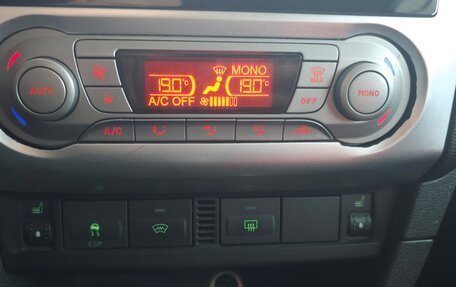 MONO
19.0°C 19.0°C
A/C OFF
AUTO
OFF
MONO
A/C
ESP